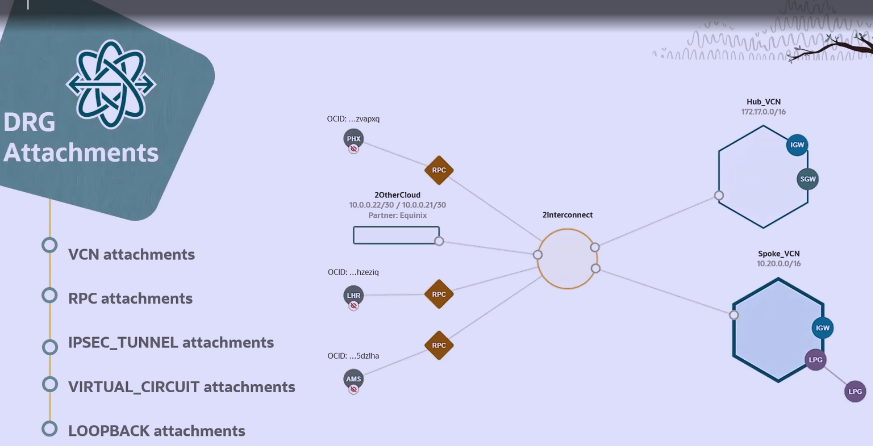 DRG
Attachments
VCN attachments
RPC attachments
IPSEC_TUNNEL attachments
VIRTUAL_CIRCUIT attachments
LOOPBACK attachments
OCID: ...zvapxq
PHX
RPC
2OtherCloud
10.0.0.22/30 / 10.0.0.21/30
Partner: Equinix
OCID: ...hzeziq
LHR
RPC
OCID: ...5dzlha
AMS
RPC
2Interconnect
Hub_VCN
172.17.0.0/16
IGW
SGW
Spoke_VCN
10.20.0.0/16
IGW
LPG
LPG